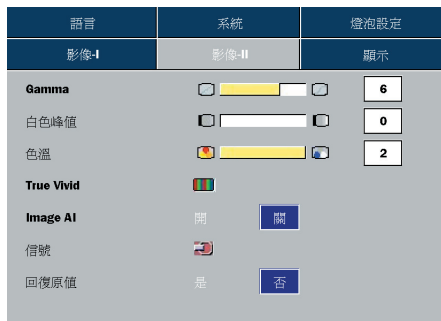 語言 系統 燈泡設定
影像-I 影像-II 顯示
Gamma 6
白色峰值 0
色溫 2
True Vivid
Image AI 開 關
信號
回復原值 是 否